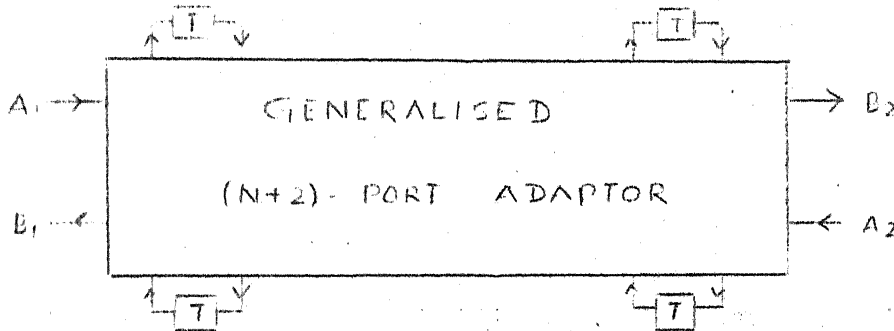 T T
A₁ GENERALISED B₂
B₁ (N+2)- PORT ADAPTOR A₂
T T